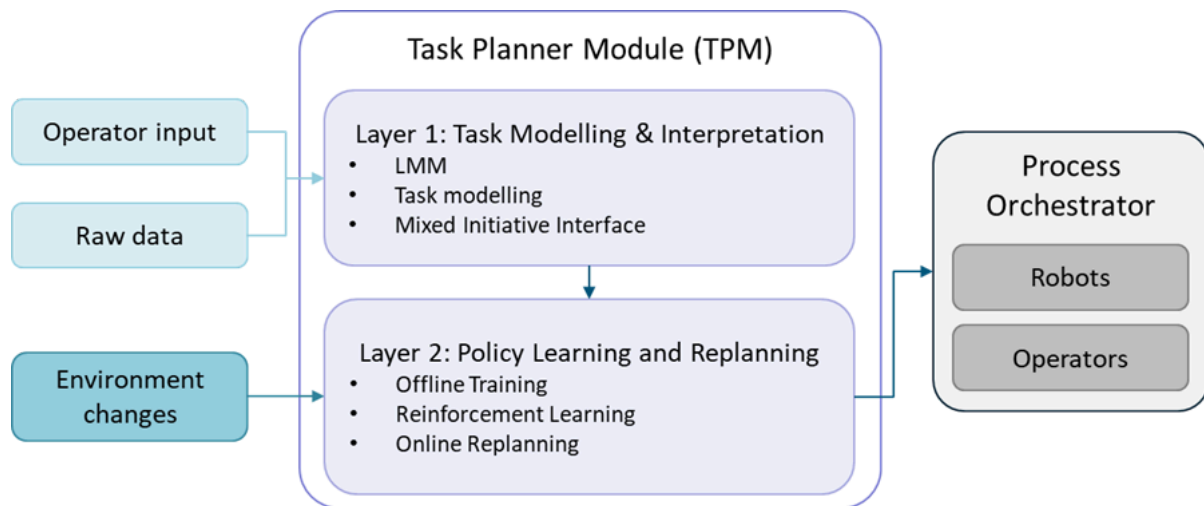 Task Planner Module (TPM)
Operator input
Raw data
Layer 1: Task Modelling & Interpretation
• LMM
• Task modelling
• Mixed Initiative Interface
Environment
changes
Layer 2: Policy Learning and Replanning
• Offline Training
• Reinforcement Learning
• Online Replanning
Process
Orchestrator
Robots
Operators